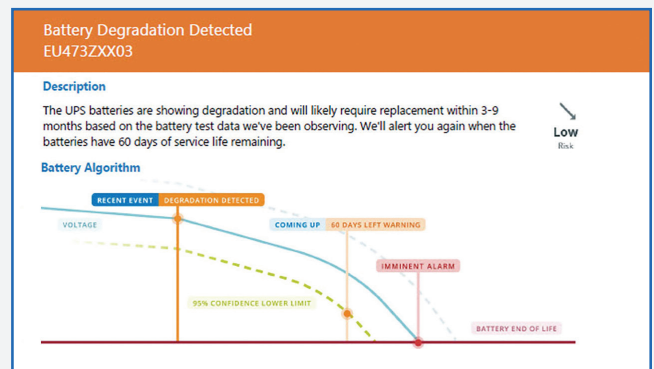 Battery Degradation Detected
EU473ZXX03
Description
The UPS batteries are showing degradation and will likely require replacement within 3-9
months based on the battery test data we've been observing. We'll alert you again when the
batteries have 60 days of service life remaining.
Low
Risk
Battery Algorithm
RECENT EVENT DEGRADATION DETECTED
VOLTAGE
COMING UP 60 DAYS LEFT WARNING
IMMINENT ALARM
95% CONFIDENCE LOWER LIMIT
BATTERY END OF LIFE